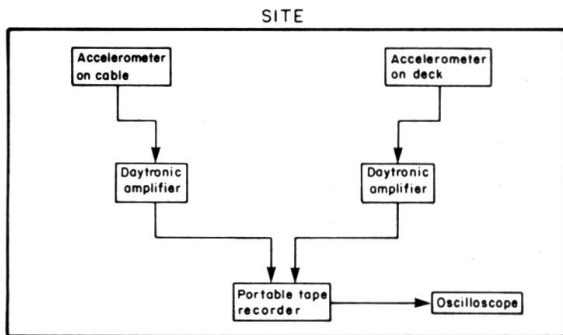 SITE
Accelerometer
on cable
Accelerometer
on deck
Daytronic
amplifier
Daytronic
amplifier
Portable tape
recorder
Oscilloscope